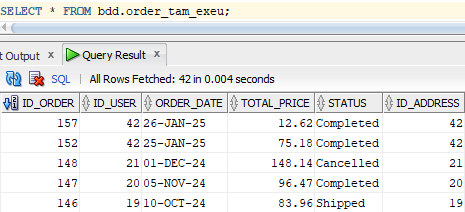 SELECT * FROM bdd.order_tam_exeu;
t Output x Query Result x
SQL | All Rows Fetched: 42 in 0.004 seconds
ID_ORDER ID_USER ORDER_DATE TOTAL_PRICE STATUS ID_ADDRESS
157 42 26-JAN-25 12.62 Completed 42
152 42 25-JAN-25 75.18 Completed 42
148 21 01-DEC-24 148.14 Cancelled 21
147 20 05-NOV-24 96.47 Completed 20
146 19 10-OCT-24 83.96 Shipped 19